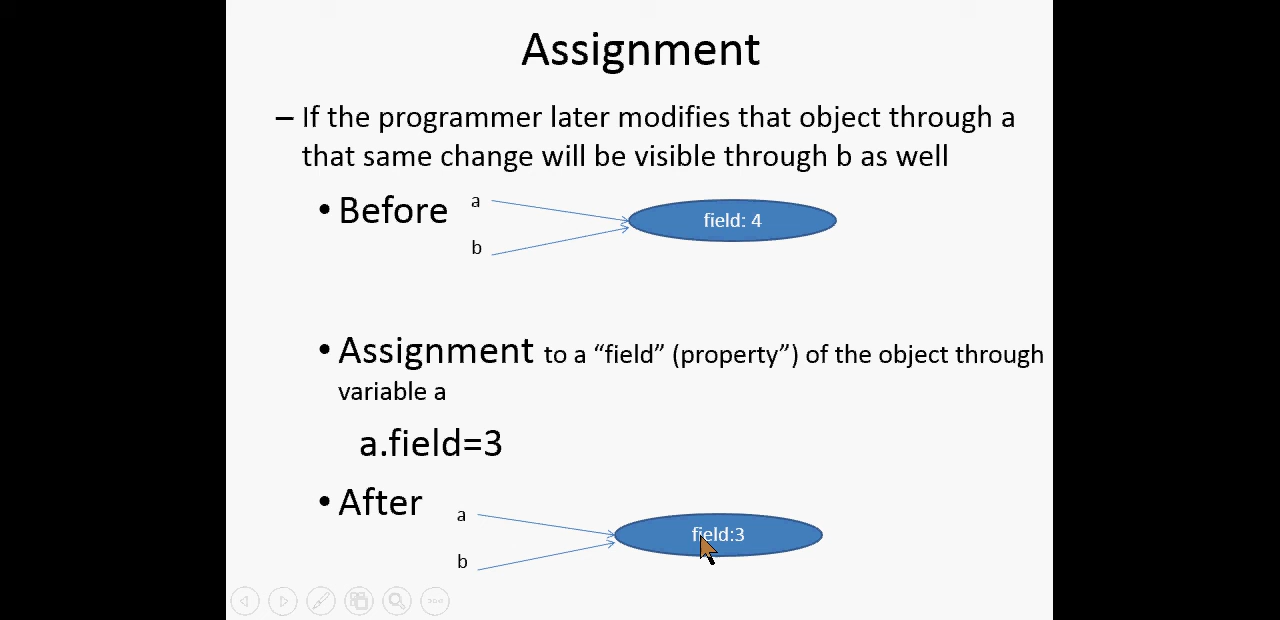 Assignment
– If the programmer later modifies that object through a
that same change will be visible through b as well
• Before
a
b
field: 4
• Assignment to a “field” (property”) of the object through
variable a
a.field=3
• After
a
b
field:3